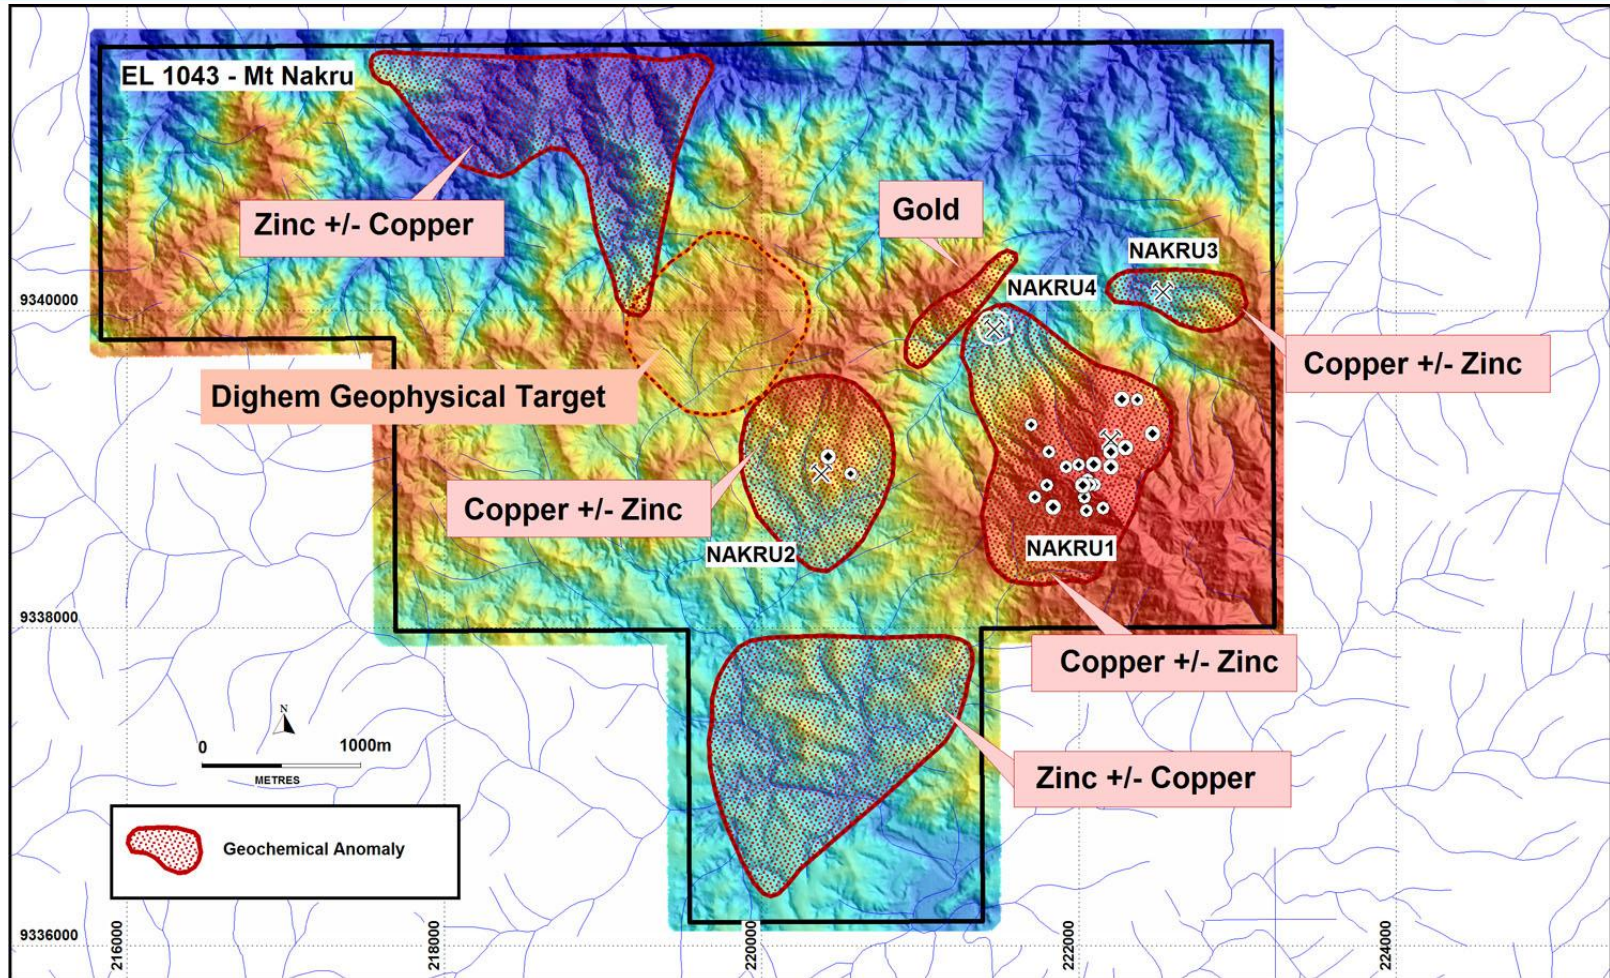 EL 1043 - Mt Nakru
Zinc +/- Copper
Gold
NAKRU3
NAKRU4
9340000
Copper +/- Zinc
Dighem Geophysical Target
Copper +/- Zinc
NAKRU2
NAKRU1
9338000
Copper +/- Zinc
N
0 1000m
METRES
Zinc +/- Copper
Geochemical Anomaly
9336000
216000
218000
220000
222000
224000